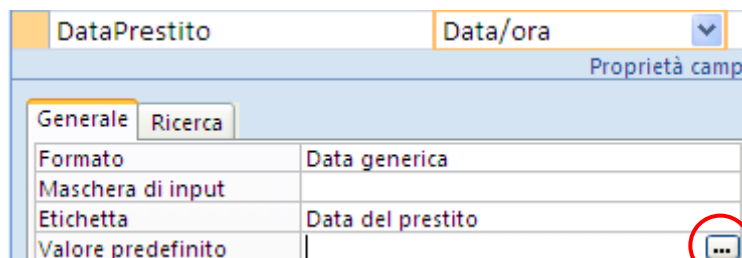 DataPrestito Data/ora
Proprietà camp
Generale Ricerca
Formato Data generica
Maschera di input
Etichetta Data del prestito
Valore predefinito ...